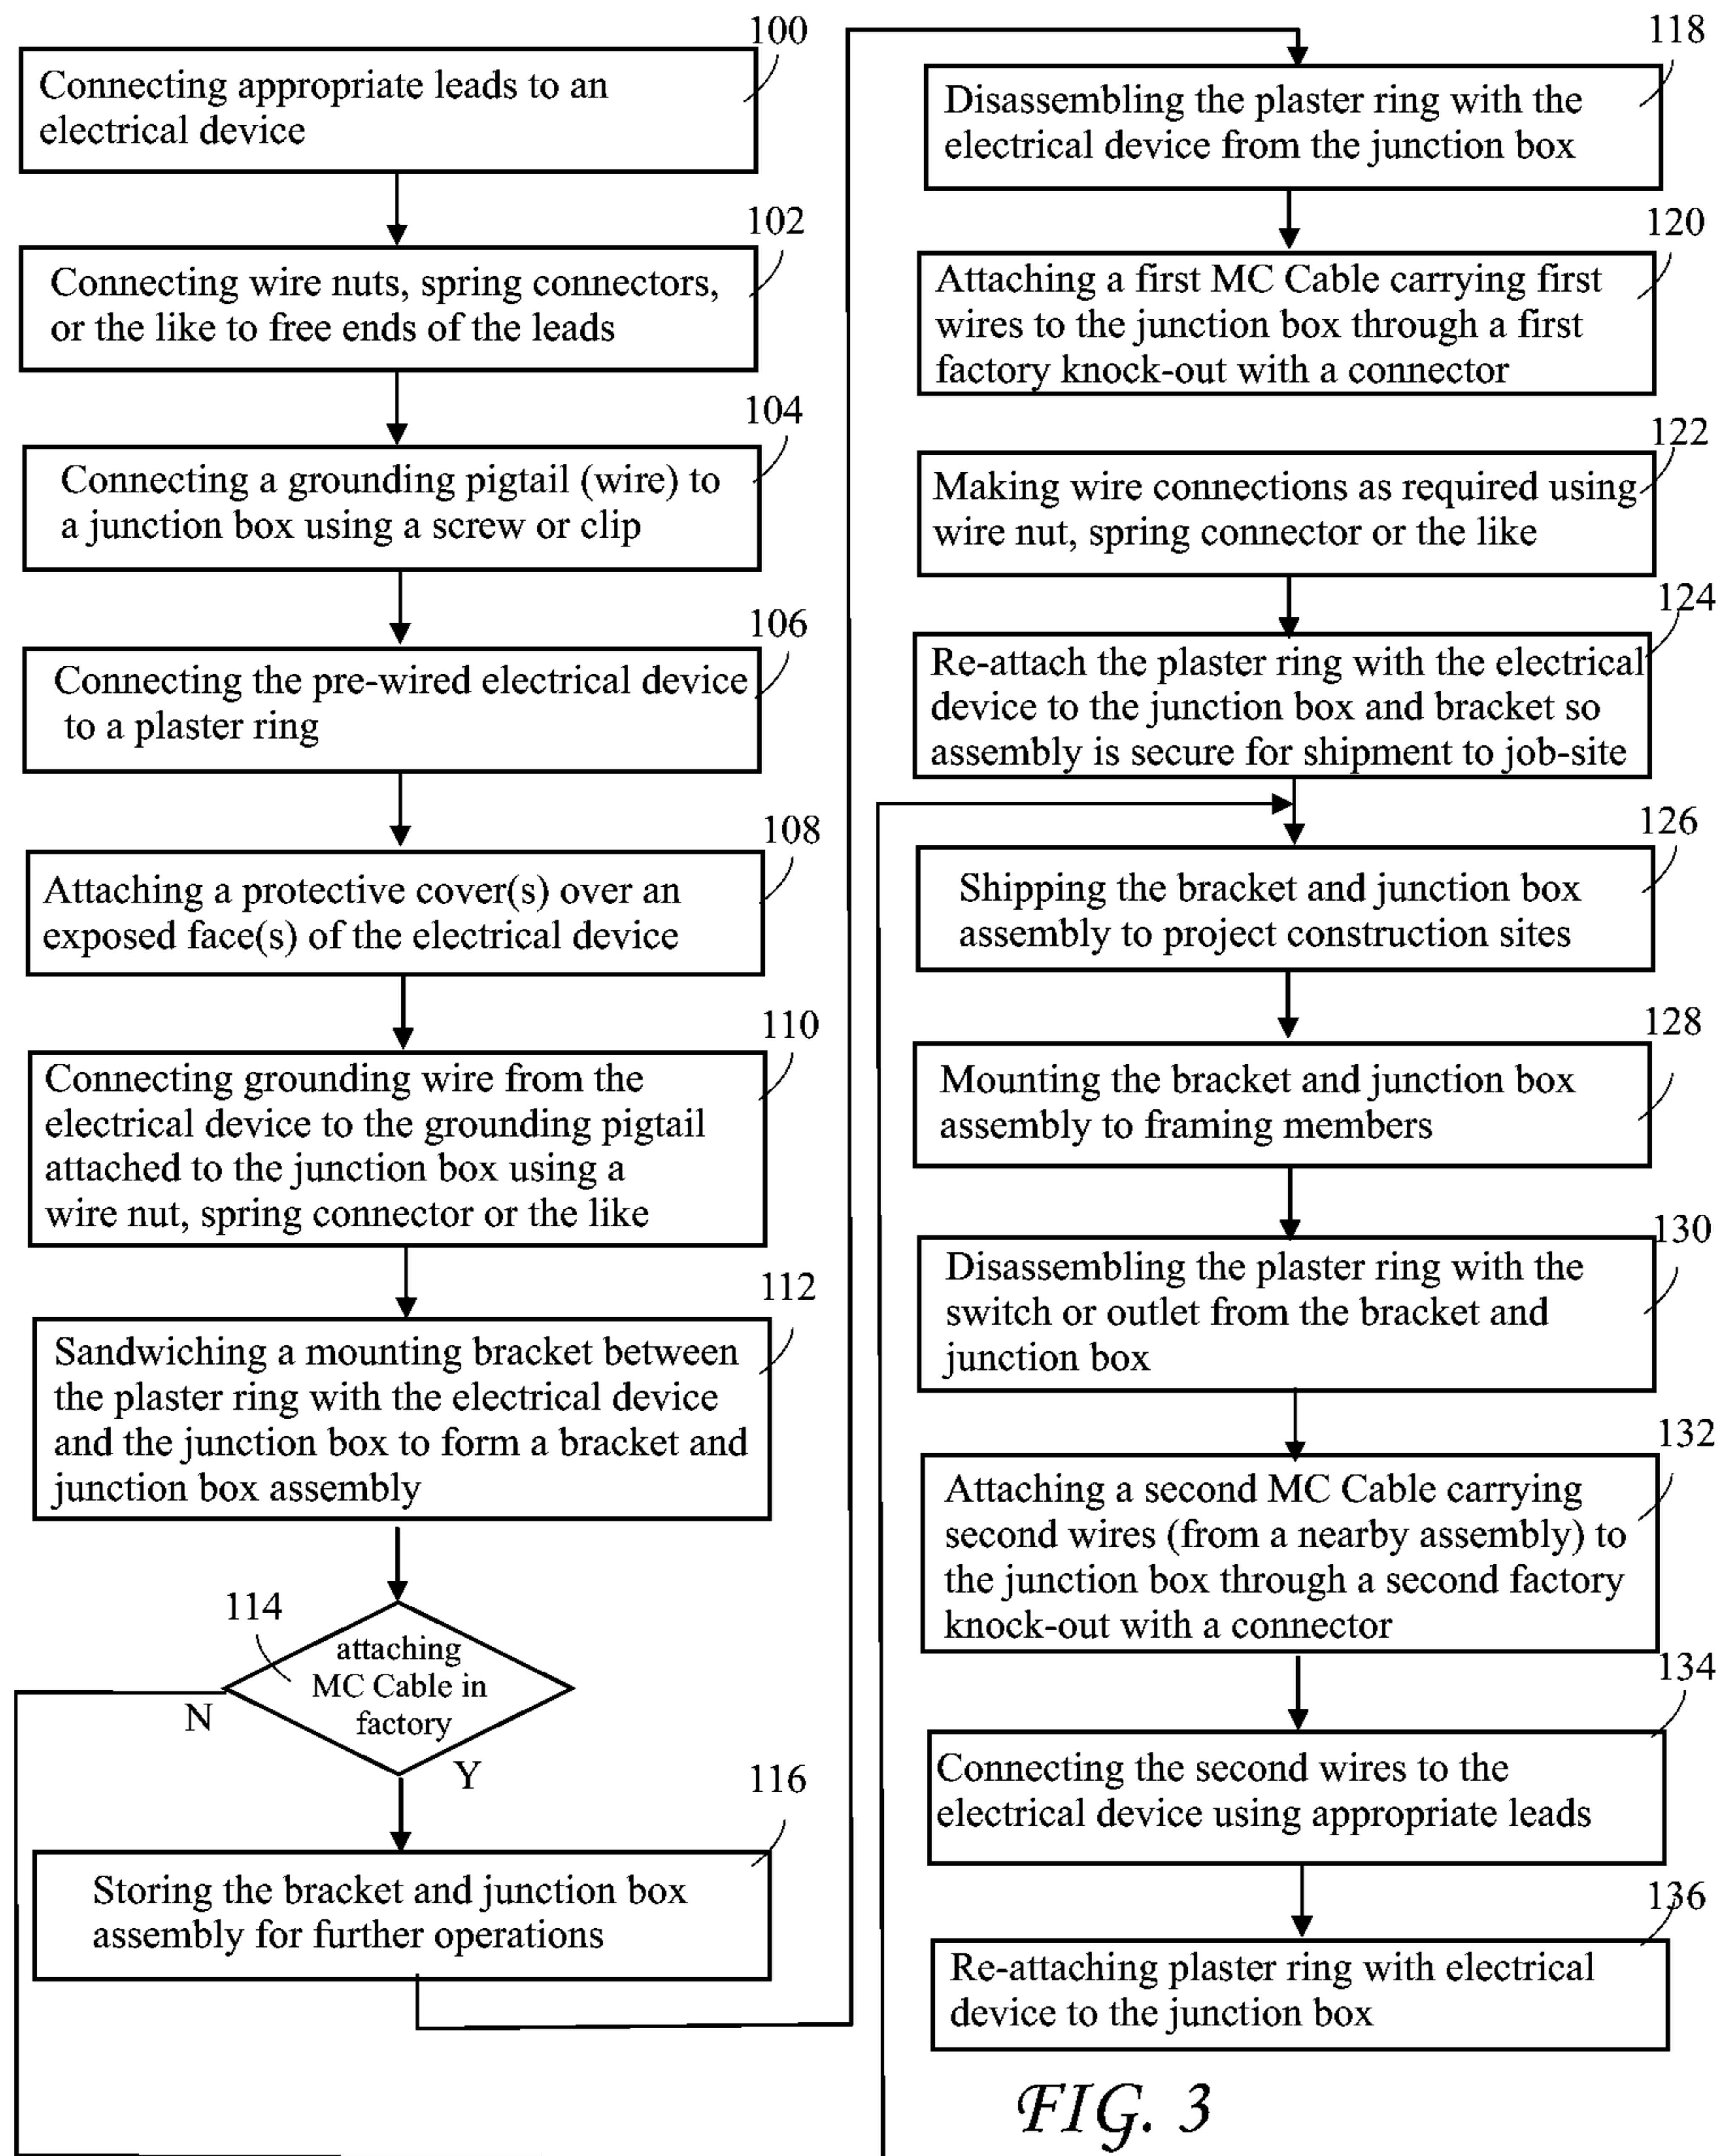 100
Connecting appropriate leads to an
electrical device
102
Connecting wire nuts, spring connectors,
or the like to free ends of the leads
104
Connecting a grounding pigtail (wire) to
a junction box using a screw or clip
106
Connecting the pre-wired electrical device
to a plaster ring
108
Attaching a protective cover(s) over an
exposed face(s) of the electrical device
110
Connecting grounding wire from the
electrical device to the grounding pigtail
attached to the junction box using a
wire nut, spring connector or the like
112
Sandwiching a mounting bracket between
the plaster ring with the electrical device
and the junction box to form a bracket and
junction box assembly
114
attaching
MC Cable in
factory
N
Y
116
Storing the bracket and junction box
assembly for further operations
118
Disassembling the plaster ring with the
electrical device from the junction box
120
Attaching a first MC Cable carrying first
wires to the junction box through a first
factory knock-out with a connector
122
Making wire connections as required using
wire nut, spring connector or the like
124
Re-attach the plaster ring with the electrical
device to the junction box and bracket so
assembly is secure for shipment to job-site
126
Shipping the bracket and junction box
assembly to project construction sites
128
Mounting the bracket and junction box
assembly to framing members
130
Disassembling the plaster ring with the
switch or outlet from the bracket and
junction box
132
Attaching a second MC Cable carrying
second wires (from a nearby assembly) to
the junction box through a second factory
knock-out with a connector
134
Connecting the second wires to the
electrical device using appropriate leads
136
Re-attaching plaster ring with electrical
device to the junction box
FIG. 3